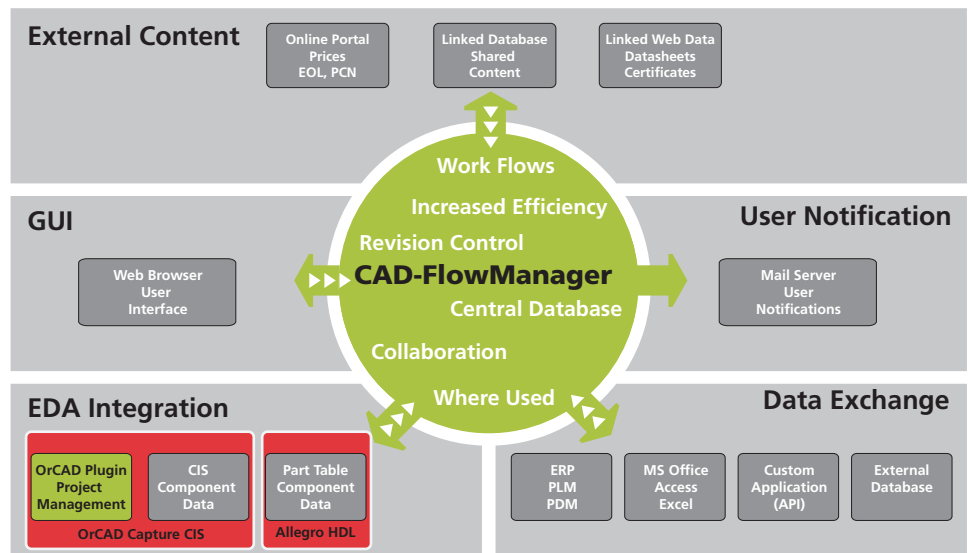 External Content
Online Portal
Prices
EOL, PCN
Linked Database
Shared
Content
Linked Web Data
Datasheets
Certificates
Work Flows
Increased Efficiency
Revision Control
CAD-FlowManager
Central Database
Collaboration
Where Used
GUI
Web Browser
User
Interface
User Notification
Mail Server
User
Notifications
EDA Integration
OrCAD Plugin
Project
Management
CIS
Component
Data
OrCAD Capture CIS
Part Table
Component
Data
Allegro HDL
Data Exchange
ERP
PLM
PDM
MS Office
Access
Excel
Custom
Application
(API)
External
Database